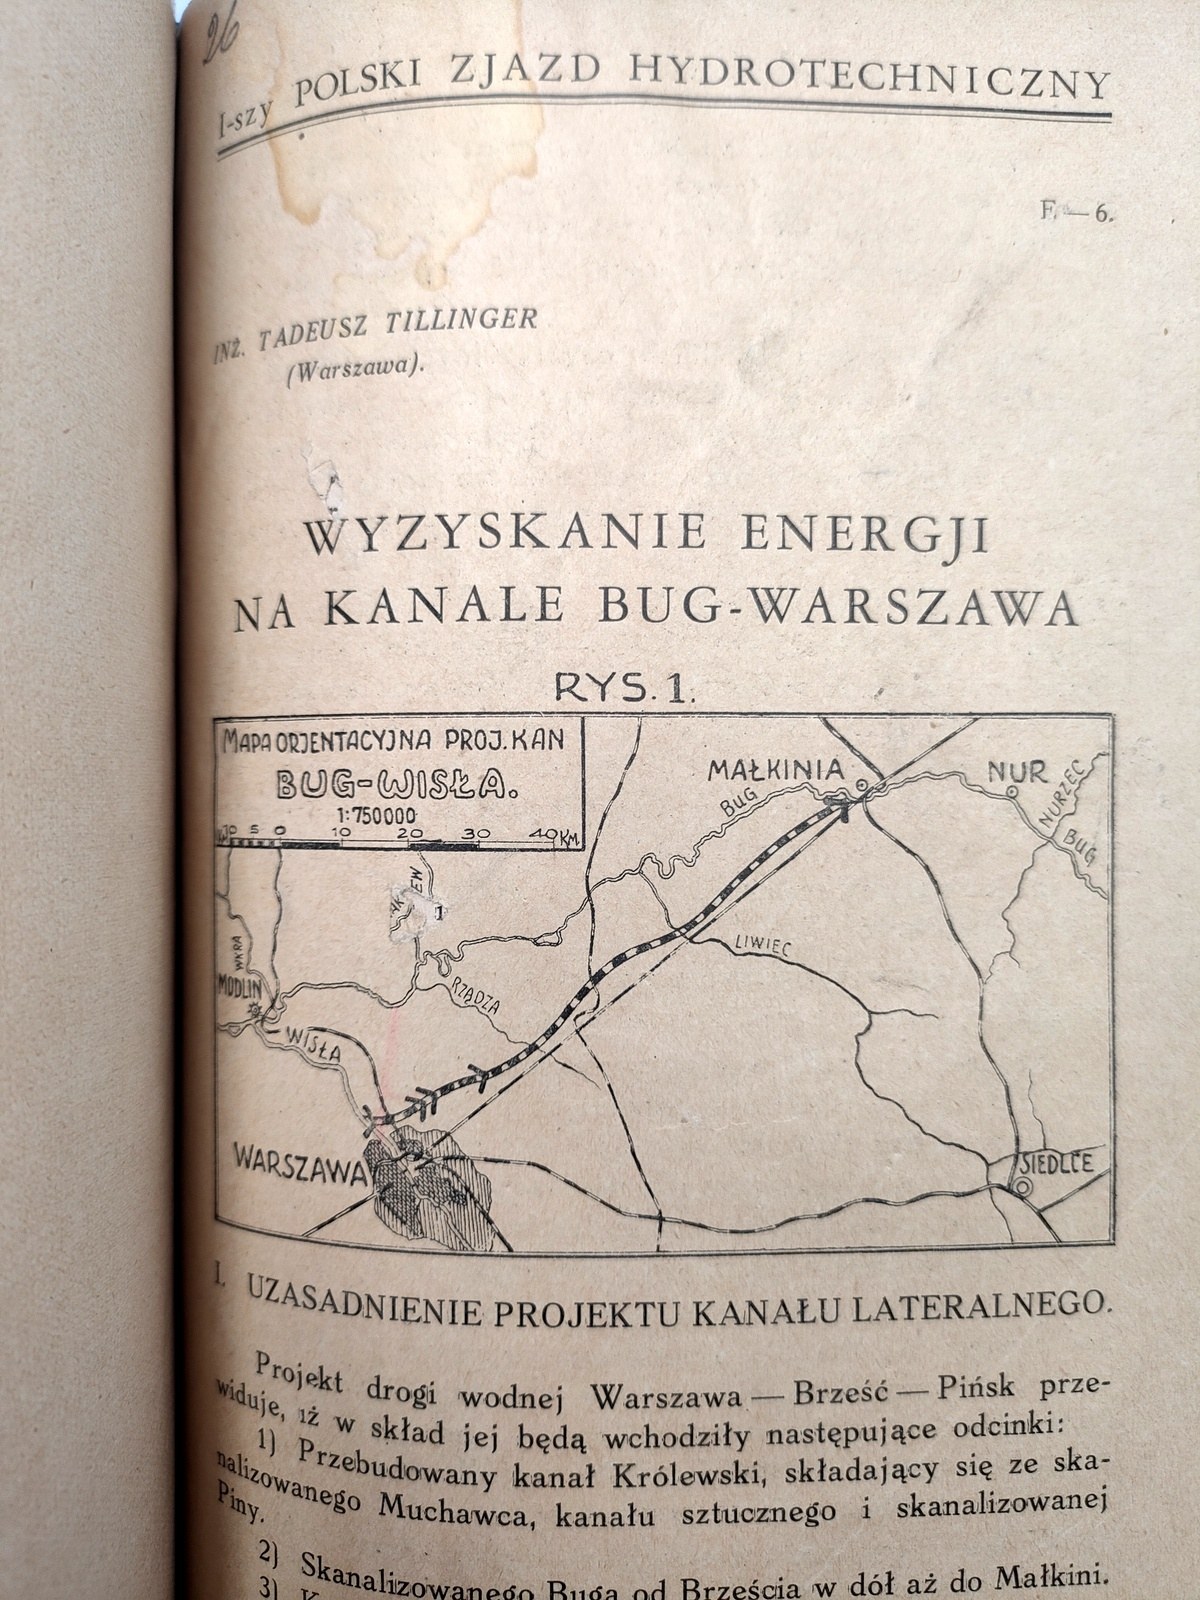 26
I-szy POLSKI ZJAZD HYDROTECHNICZNY
F — 6.
INŻ. TADEUSZ TILLINGER
(Warszawa).
WYZYSKANIE ENERGJI
NA KANALE BUG-WARSZAWA
RYS. 1.
MAPA ORJENTACYJNA PROJ. KAN
BUG-WISŁA.
1:750000
10 5 0 10 20 30 40 KM.
MAŁKINIA
NUR
BUG
NURZEC
BUG
EW
1
WKRA
LIWIEC
MODLIN
RZĄDZA
WISŁA
WARSZAWA
SIEDLCE
I. UZASADNIENIE PROJEKTU KANAŁU LATERALNEGO.
Projekt drogi wodnej Warszawa — Brześć — Pińsk prze-
widuje, iż w skład jej będą wchodziły następujące odcinki:
1) Przebudowany kanał Królewski, składający się ze ska-
nalizowanego Muchawca, kanału sztucznego i skanalizowanej
Piny.
2) Skanalizowanego Buga od Brześcia w dół aż do Małkini.
3)